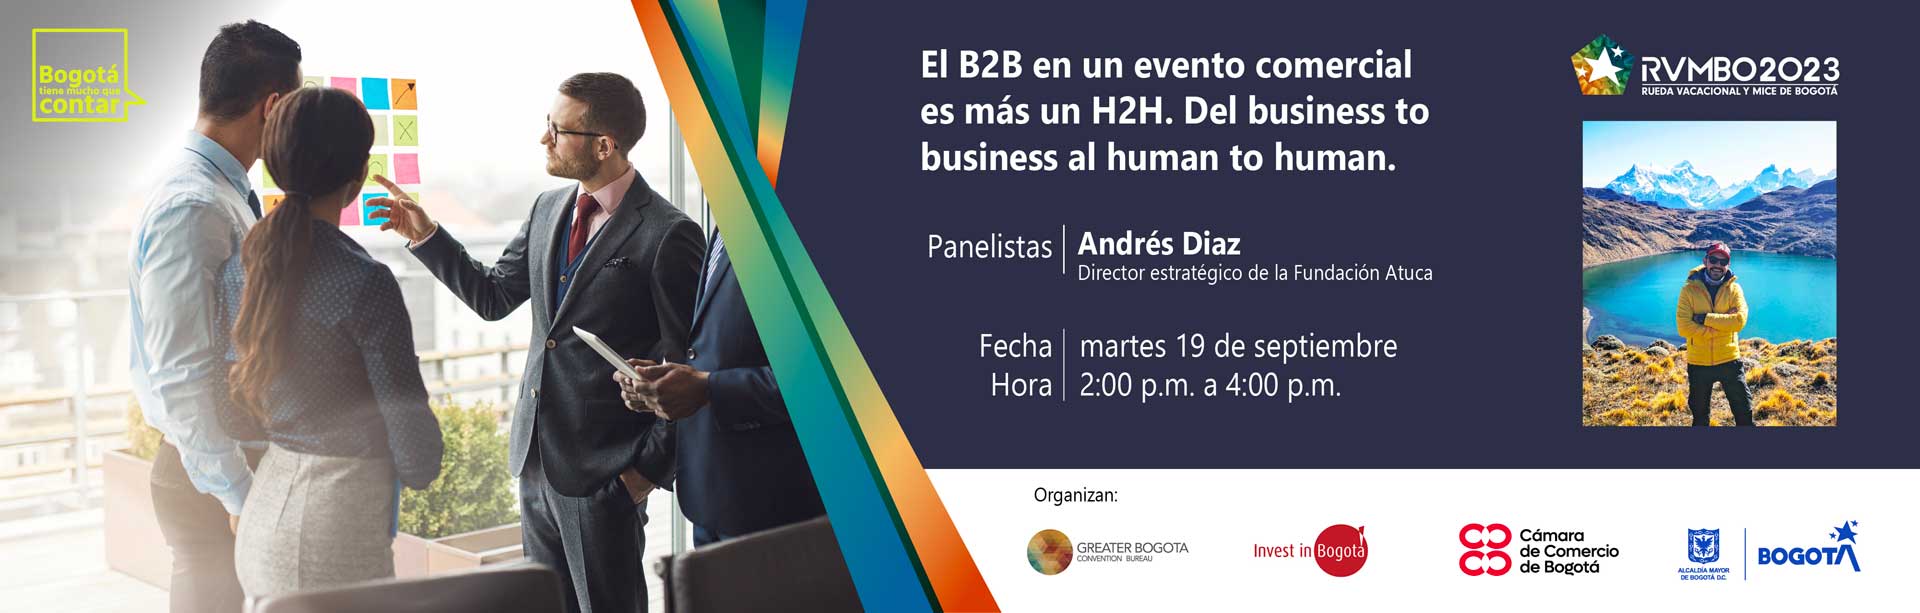 Bogotá
tiene mucho que
contar
El B2B en un evento comercial
es más un H2H. Del business to
business al human to human.
Panelistas
Andrés Diaz
Director estratégico de la Fundación Atuca
Fecha
martes 19 de septiembre
Hora
2:00 p.m. a 4:00 p.m.
RVMBO2023
RUEDA VACACIONAL Y MICE DE BOGOTÁ
Organizan:
GREATER BOGOTA
CONVENTION BUREAU
Invest in Bogotá
Cámara
de Comercio
de Bogotá
ALCALDÍA MAYOR
DE BOGOTÁ D.C.
BOGOTÁ